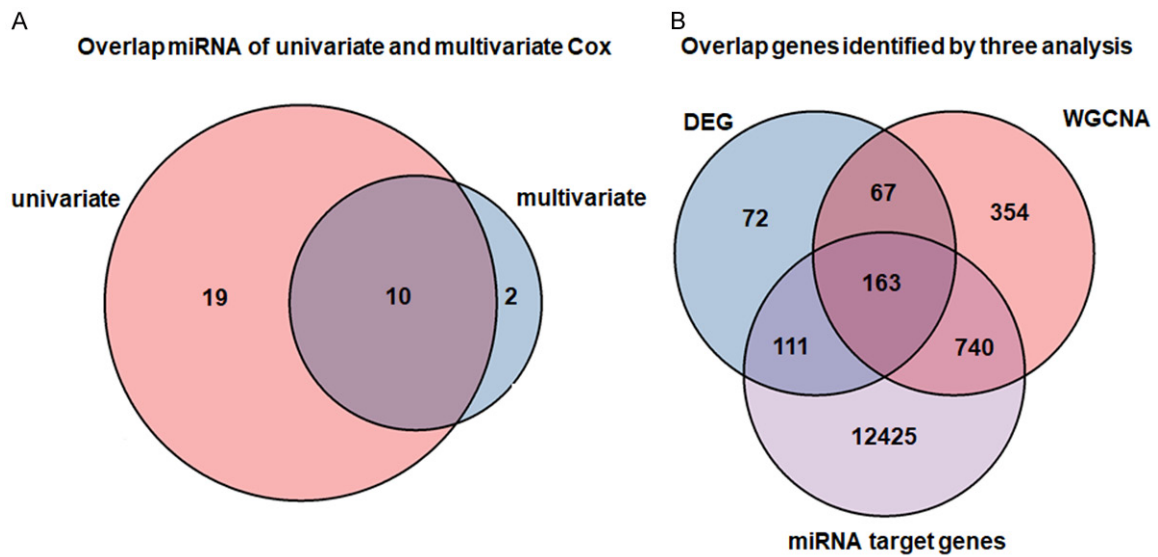 A
Overlap miRNA of univariate and multivariate Cox
univariate
multivariate
19
10
2
B
Overlap genes identified by three analysis
DEG
WGCNA
72
67
354
163
111
740
12425
miRNA target genes